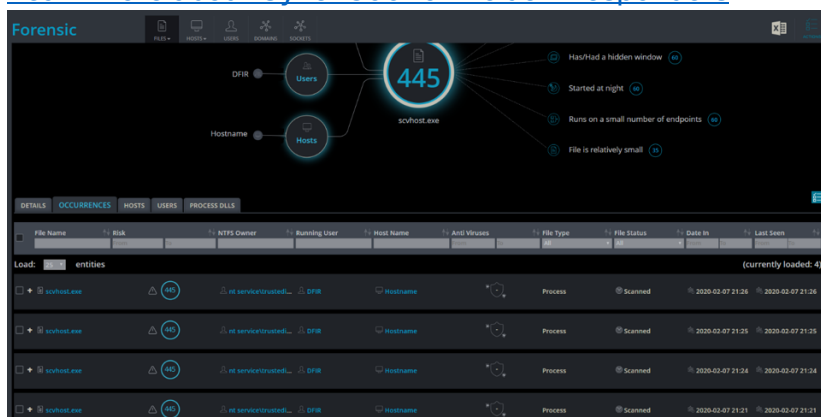 Forensic
FILES
HOSTS
USERS
DOMAINS
SOCKETS
DFIR
Users
445
scvhost.exe
Hostname
Hosts
Has/Had a hidden window 60
Started at night 60
Runs on a small number of endpoints 60
File is relatively small 35
DETAILS OCCURRENCES HOSTS USERS PROCESS DLLS
File Name Risk NTFS Owner Running User Host Name Anti Viruses File Type File Status Date In Last Seen
All All
Load: 25 entities (currently loaded: 4)
scvhost.exe 445 nt service\trustedi... DFIR Hostname Process Scanned 2020-02-07 21:26 2020-02-07 21:26
scvhost.exe 445 nt service\trustedi... DFIR Hostname Process Scanned 2020-02-07 21:25 2020-02-07 21:25
scvhost.exe 445 nt service\trustedi... DFIR Hostname Process Scanned 2020-02-07 21:24 2020-02-07 21:24
scvhost.exe 445 nt service\trustedi... DFIR Hostname Process Scanned 2020-02-07 21:21 2020-02-07 21:21